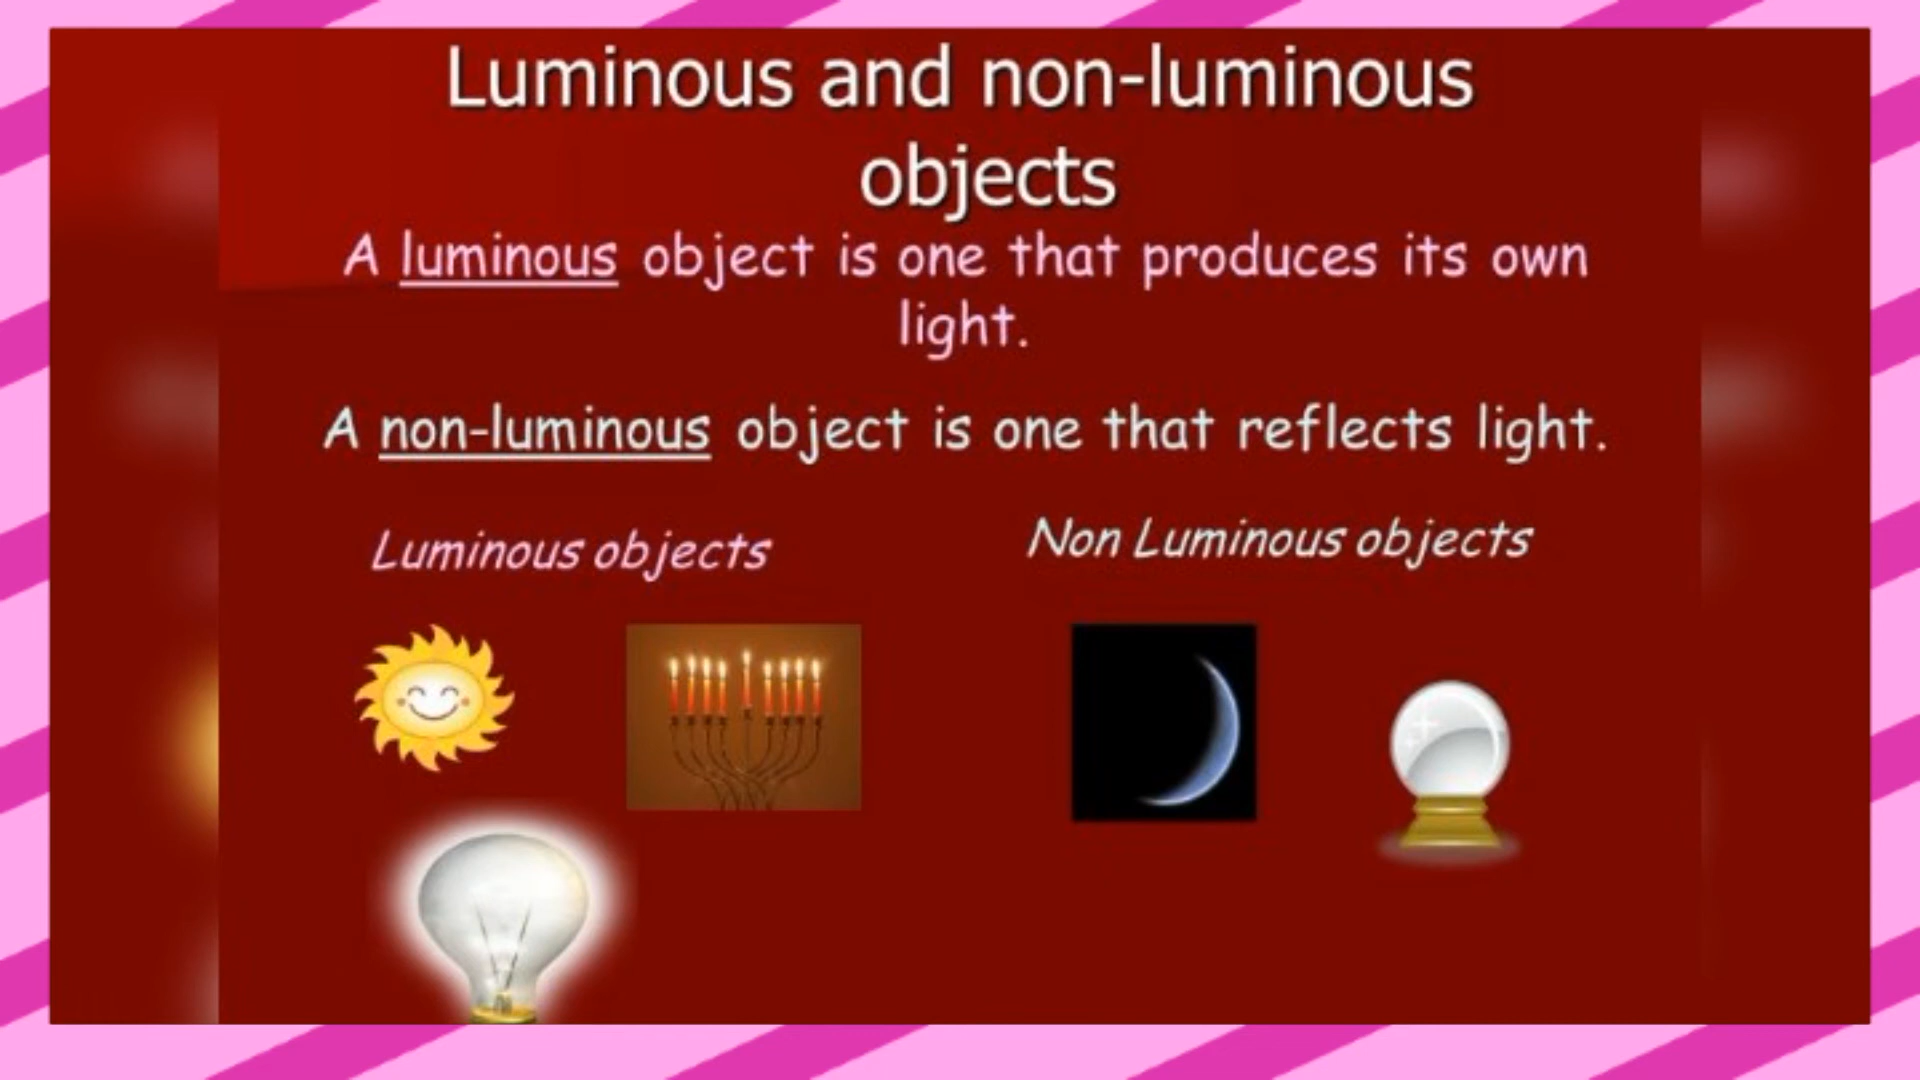 Luminous and non-luminous
objects
A luminous object is one that produces its own
light.
A non-luminous object is one that reflects light.
Luminous objects
Non Luminous objects